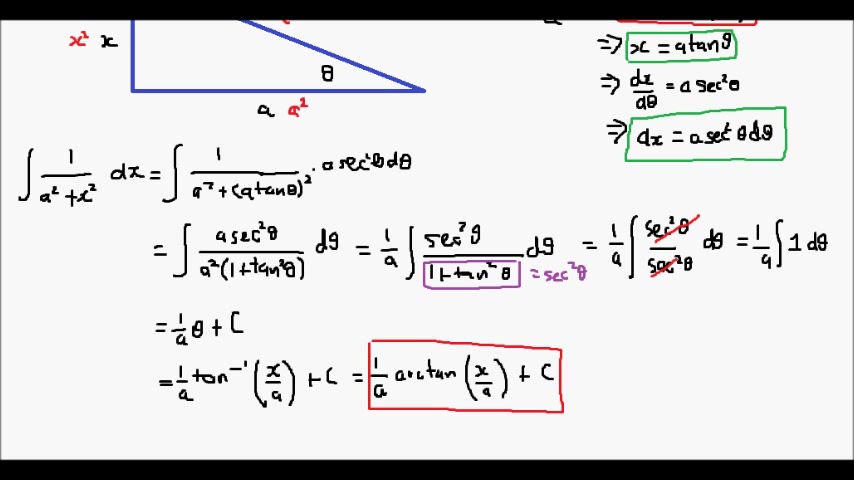 x² x
θ
a a²
=> x = a tanθ
=> dx/dθ = a sec²θ
=> dx = a sec²θ dθ
∫ 1/(a² + x²) dx = ∫ 1/(a² + (a tanθ)²) · a sec²θ dθ
= ∫ a sec²θ/(a²(1+tan²θ)) dθ = 1/a ∫ sec²θ/(1+tan²θ) dθ = 1/a ∫ sec²θ/sec²θ dθ = 1/a ∫ 1 dθ
= sec²θ
= 1/a θ + C
= 1/a tan⁻¹(x/a) + C = 1/a arctan(x/a) + C